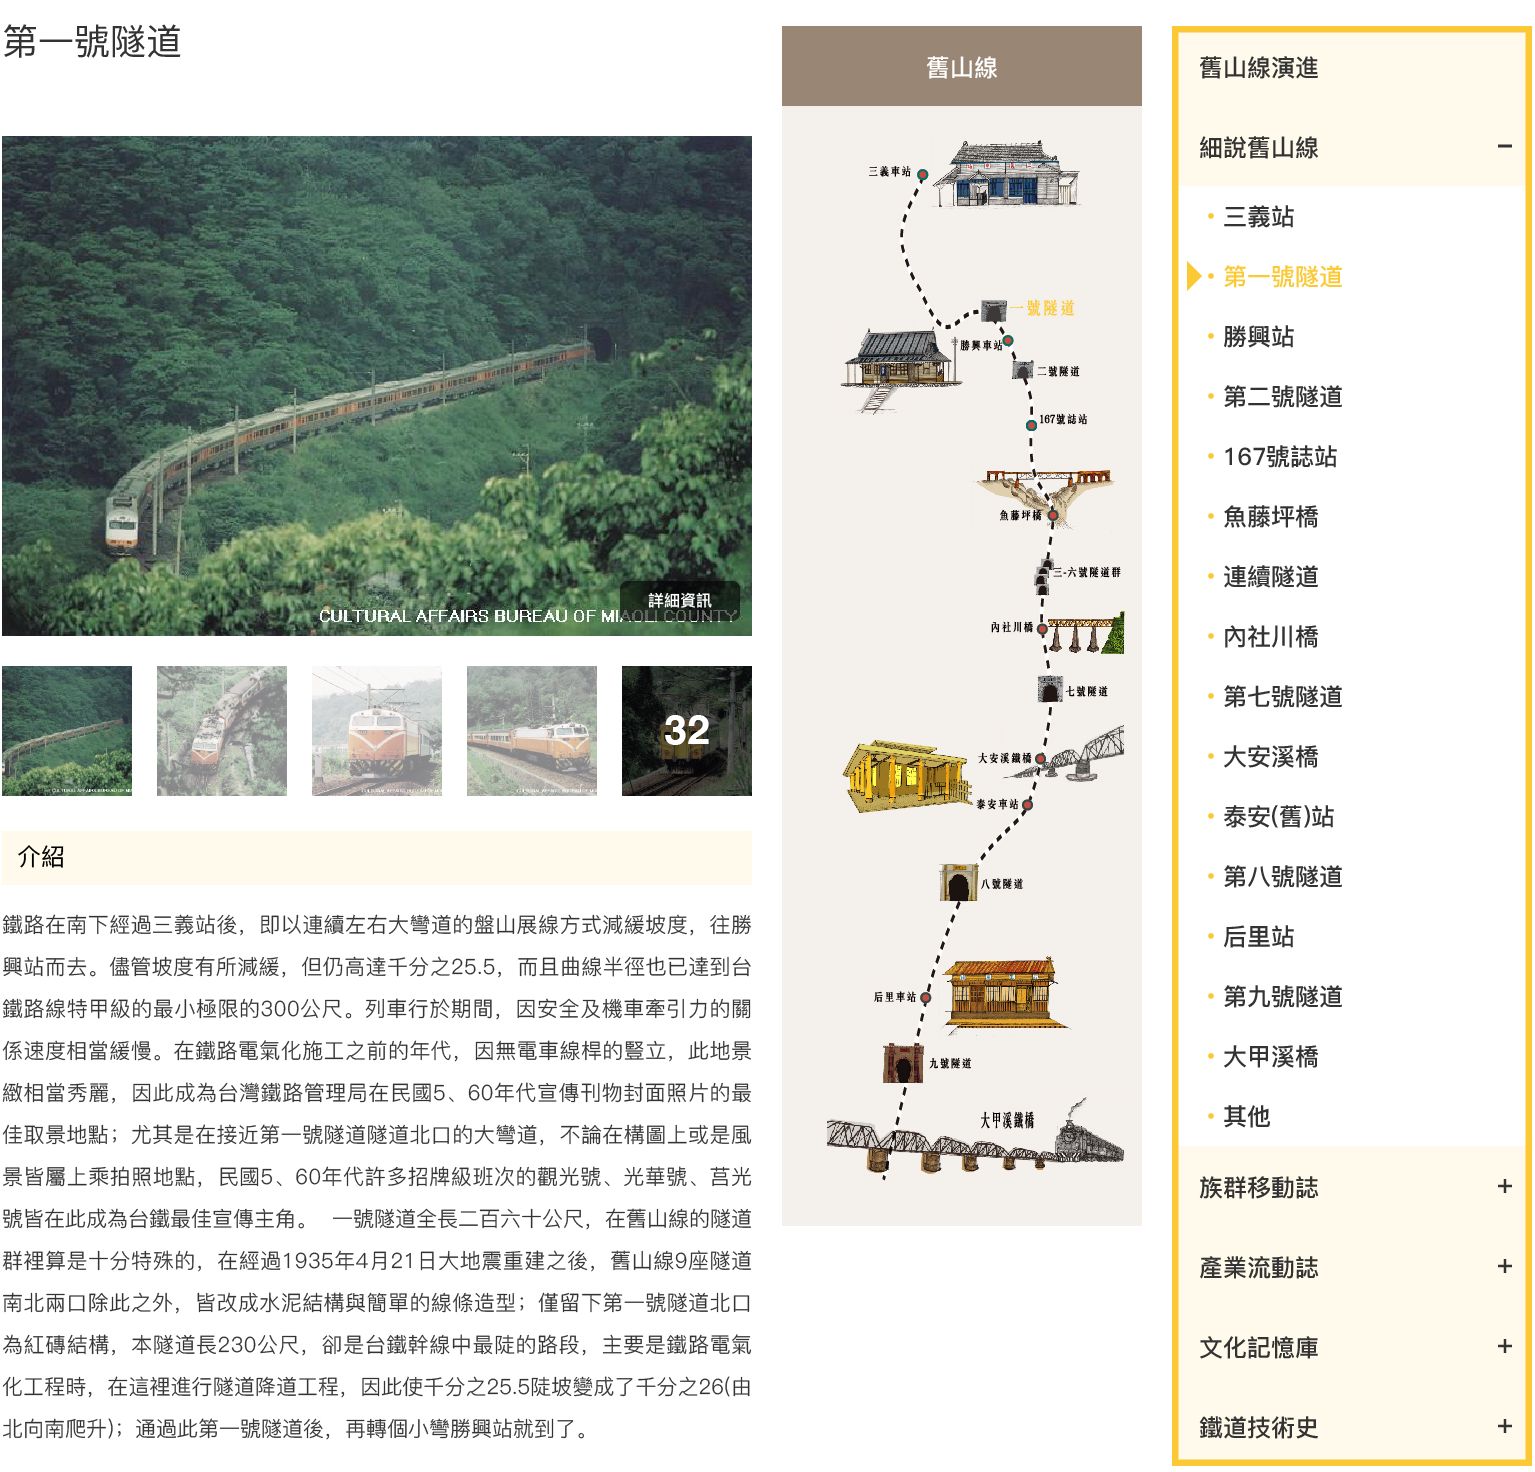 第一號隧道
CULTURAL AFFAIRS BUREAU OF MIAOLI COUNTY
詳細資訊
32
介紹
鐵路在南下經過三義站後，即以連續左右大彎道的盤山展線方式減緩坡度，往勝
興站而去。儘管坡度有所減緩，但仍高達千分之25.5，而且曲線半徑也已達到台
鐵路線特甲級的最小極限的300公尺。列車行於期間，因安全及機車牽引力的關
係速度相當緩慢。在鐵路電氣化施工之前的年代，因無電車線桿的豎立，此地景
緻相當秀麗，因此成為台灣鐵路管理局在民國5、60年代宣傳刊物封面照片的最
佳取景地點；尤其是在接近第一號隧道隧道北口的大彎道，不論在構圖上或是風
景皆屬上乘拍照地點，民國5、60年代許多招牌級班次的觀光號、光華號、莒光
號皆在此成為台鐵最佳宣傳主角。 一號隧道全長二百六十公尺，在舊山線的隧道
群裡算是十分特殊的，在經過1935年4月21日大地震重建之後，舊山線9座隧道
南北兩口除此之外，皆改成水泥結構與簡單的線條造型；僅留下第一號隧道北口
為紅磚結構，本隧道長230公尺，卻是台鐵幹線中最陡的路段，主要是鐵路電氣
化工程時，在這裡進行隧道降道工程，因此使千分之25.5陡坡變成了千分之26(由
北向南爬升)；通過此第一號隧道後，再轉個小彎勝興站就到了。
舊山線
三義車站
一號隧道
勝興車站
二號隧道
167號誌站
魚藤坪橋
三-六號隧道群
內社川橋
七號隧道
大安溪鐵橋
泰安車站
八號隧道
后里車站
九號隧道
大甲溪鐵橋
舊山線演進
細說舊山線 −
• 三義站
• 第一號隧道
• 勝興站
• 第二號隧道
• 167號誌站
• 魚藤坪橋
• 連續隧道
• 內社川橋
• 第七號隧道
• 大安溪橋
• 泰安(舊)站
• 第八號隧道
• 后里站
• 第九號隧道
• 大甲溪橋
• 其他
族群移動誌 +
產業流動誌 +
文化記憶庫 +
鐵道技術史 +